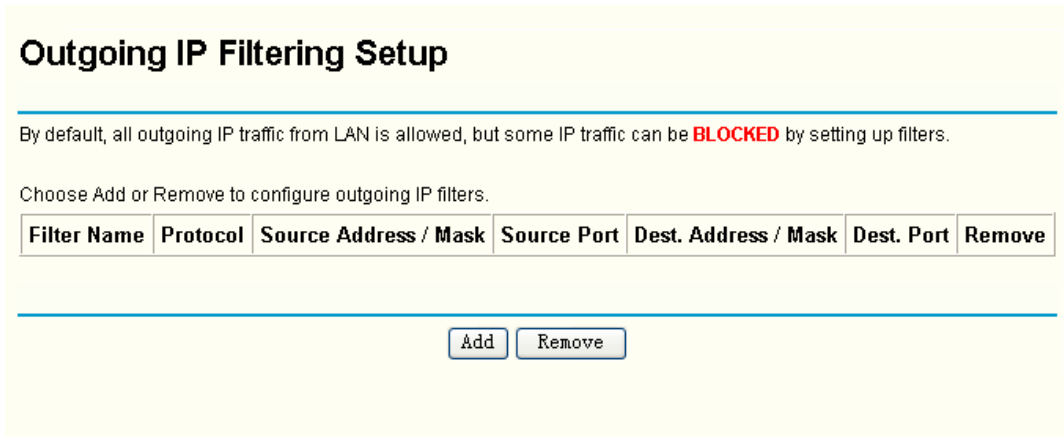 Outgoing IP Filtering Setup
By default, all outgoing IP traffic from LAN is allowed, but some IP traffic can be BLOCKED by setting up filters.
Choose Add or Remove to configure outgoing IP filters.
Filter Name Protocol Source Address / Mask Source Port Dest. Address / Mask Dest. Port Remove
Add Remove